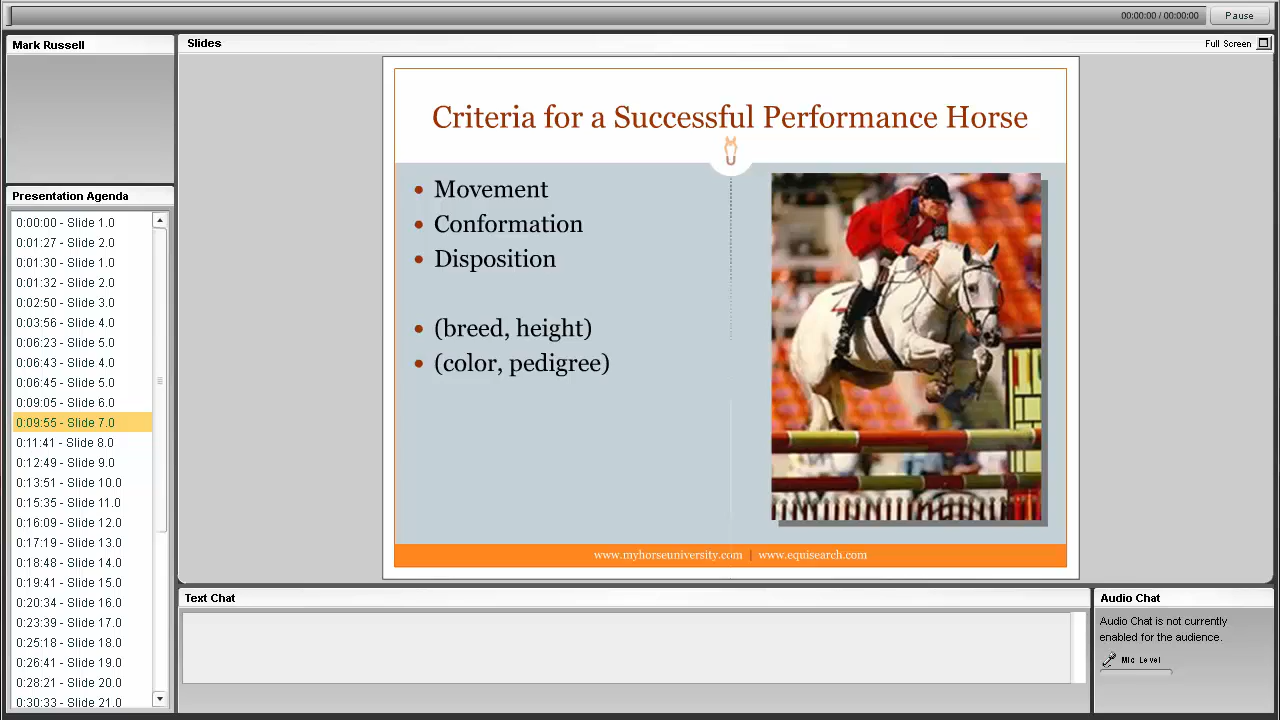 00:00:00 / 00:00:00
Pause
Mark Russell
Slides
Full Screen
Criteria for a Successful Performance Horse
• Movement
• Conformation
• Disposition
• (breed, height)
• (color, pedigree)
www.myhorseuniversity.com | www.equisearch.com
Presentation Agenda
0:00:00 - Slide 1.0
0:01:27 - Slide 2.0
0:01:30 - Slide 1.0
0:01:32 - Slide 2.0
0:02:50 - Slide 3.0
0:03:56 - Slide 4.0
0:06:23 - Slide 5.0
0:06:43 - Slide 4.0
0:06:45 - Slide 5.0
0:09:05 - Slide 6.0
0:09:55 - Slide 7.0
0:11:41 - Slide 8.0
0:12:49 - Slide 9.0
0:13:51 - Slide 10.0
0:15:35 - Slide 11.0
0:16:09 - Slide 12.0
0:17:19 - Slide 13.0
0:18:48 - Slide 14.0
0:19:41 - Slide 15.0
0:20:34 - Slide 16.0
0:23:39 - Slide 17.0
0:25:18 - Slide 18.0
0:26:41 - Slide 19.0
0:28:21 - Slide 20.0
0:30:33 - Slide 21.0
Text Chat
Audio Chat
Audio Chat is not currently
enabled for the audience.
Mic Level